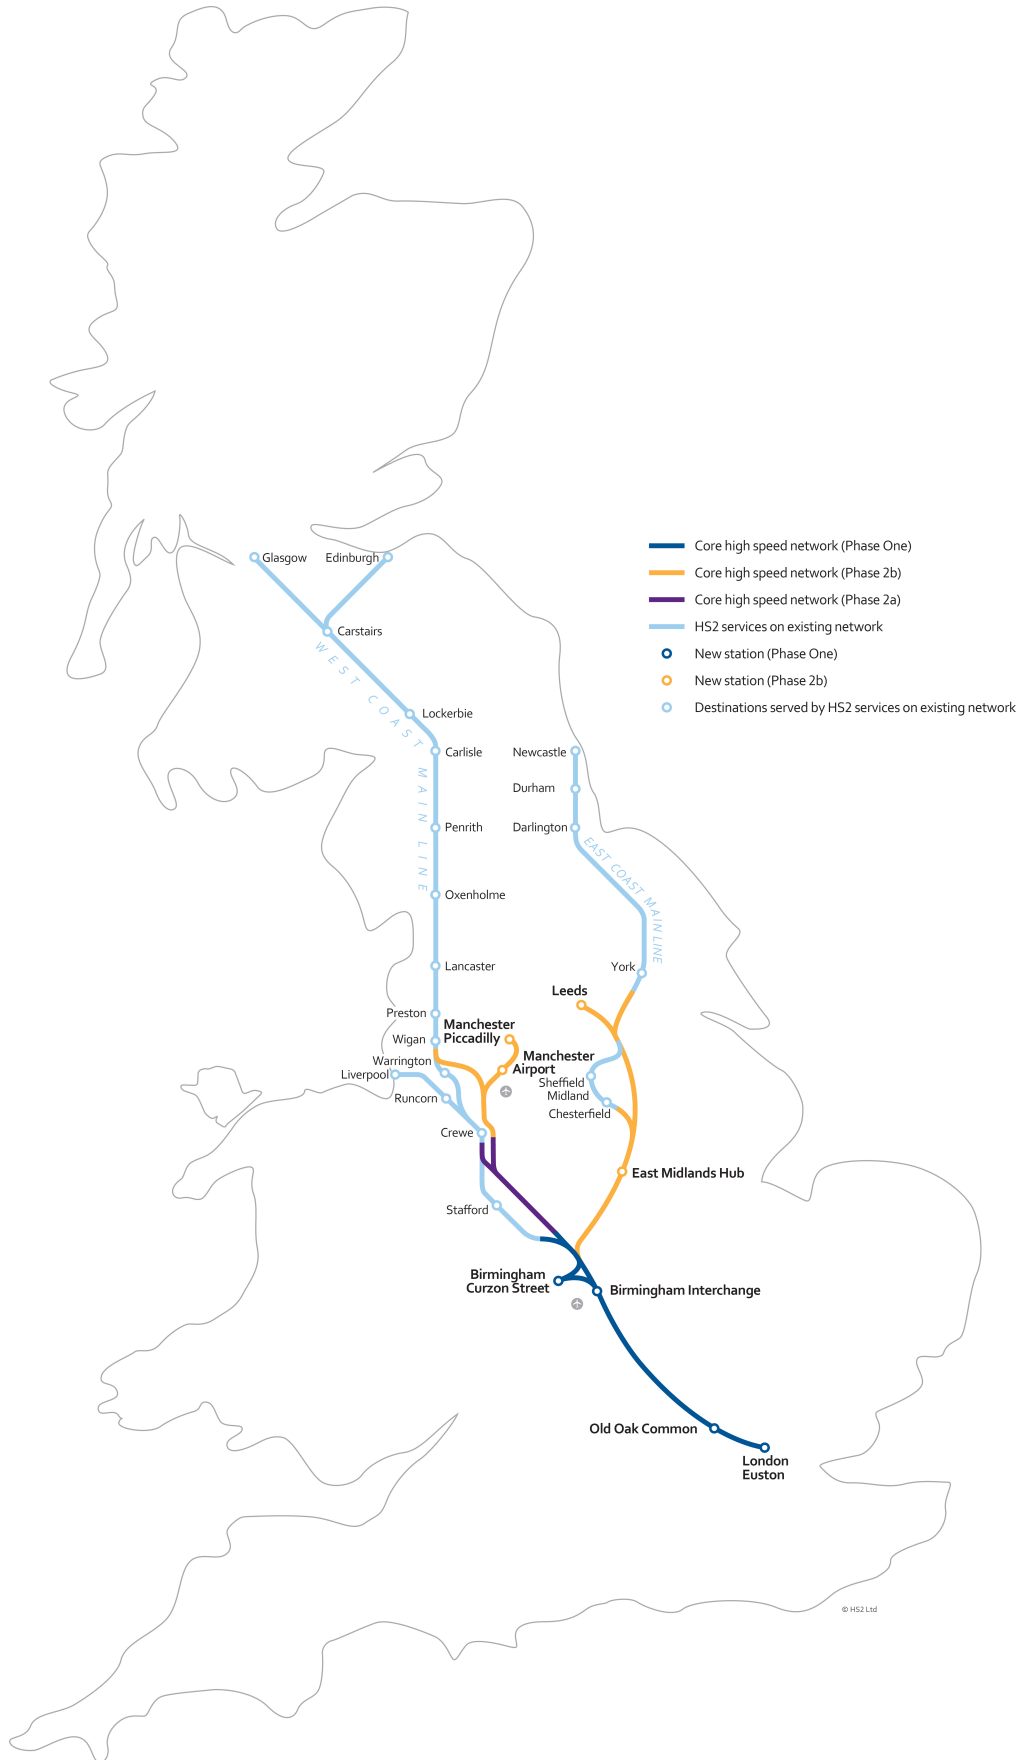 Glasgow
Edinburgh
Carstairs
WEST COAST MAIN LINE
Lockerbie
Carlisle
Penrith
Oxenholme
Lancaster
Preston
Wigan
Warrington
Liverpool
Runcorn
Crewe
Stafford
Manchester
Piccadilly
Manchester
Airport
Newcastle
Durham
Darlington
EAST COAST MAIN LINE
York
Leeds
Sheffield
Midland
Chesterfield
East Midlands Hub
Birmingham
Curzon Street
Birmingham Interchange
Old Oak Common
London
Euston
Core high speed network (Phase One)
Core high speed network (Phase 2b)
Core high speed network (Phase 2a)
HS2 services on existing network
New station (Phase One)
New station (Phase 2b)
Destinations served by HS2 services on existing network
© HS2 Ltd